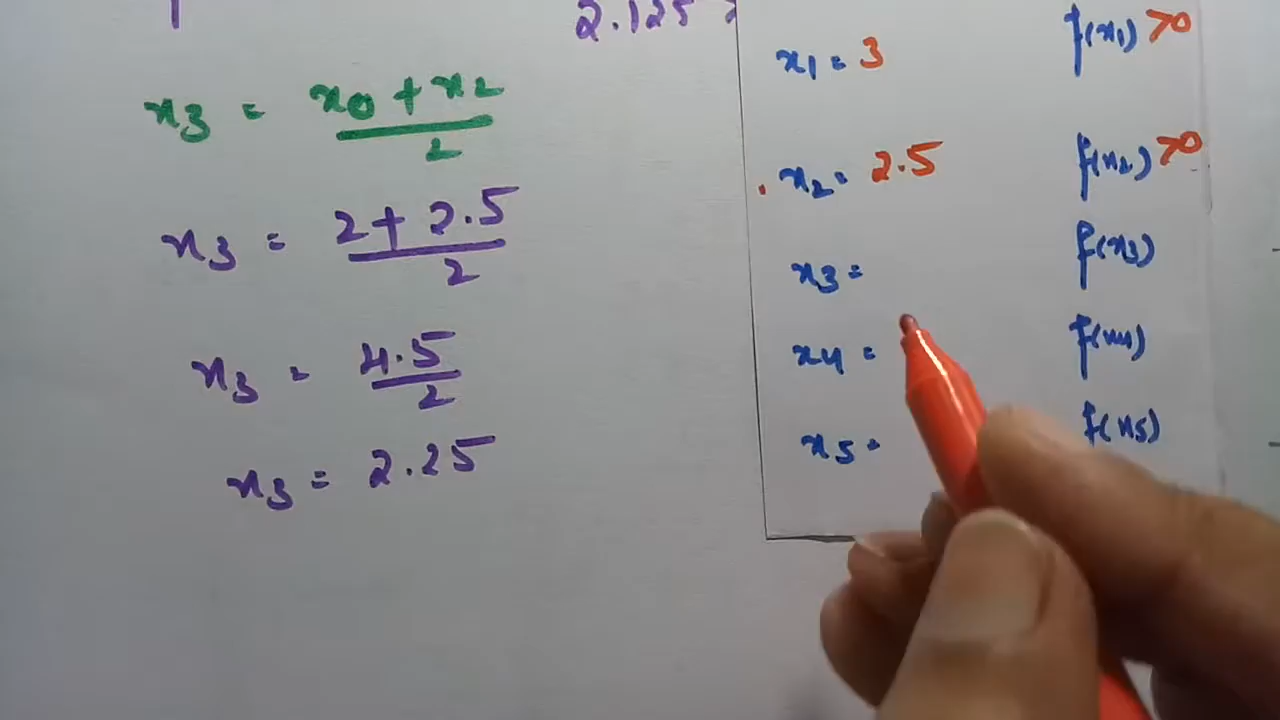 2.125 >
x3 = x0 + x2 / 2
x3 = 2 + 2.5 / 2
x3 = 4.5 / 2
x3 = 2.25
x1 = 3 f(x1) >0
x2 = 2.5 f(x2) >0
x3 = f(x3)
x4 = f(x4)
x5 = f(x5)